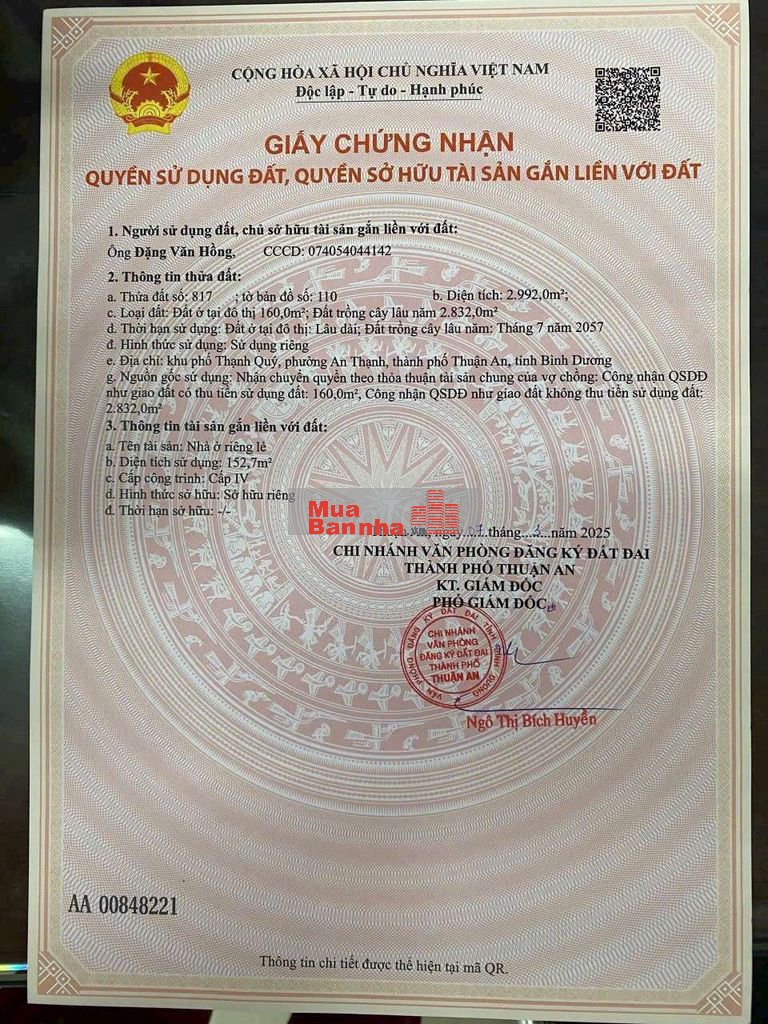 CỘNG HÒA XÃ HỘI CHỦ NGHĨA VIỆT NAM
Độc lập - Tự do - Hạnh phúc
GIẤY CHỨNG NHẬN
QUYỀN SỬ DỤNG ĐẤT, QUYỀN SỞ HỮU TÀI SẢN GẮN LIỀN VỚI ĐẤT
1. Người sử dụng đất, chủ sở hữu tài sản gắn liền với đất:
Ông Đặng Văn Hồng, CCCD: 074054044142
2. Thông tin thửa đất:
a. Thửa đất số: 817 ; tờ bản đồ số: 110 b. Diện tích: 2.992,0m²;
c. Loại đất: Đất ở tại đô thị 160,0m²; Đất trồng cây lâu năm 2.832,0m²
d. Thời hạn sử dụng: Đất ở tại đô thị: Lâu dài; Đất trồng cây lâu năm: Tháng 7 năm 2057
đ. Hình thức sử dụng: Sử dụng riêng
e. Địa chỉ: khu phố Thạnh Quý, phường An Thạnh, thành phố Thuận An, tỉnh Bình Dương
g. Nguồn gốc sử dụng: Nhận chuyển quyền theo thỏa thuận tài sản chung của vợ chồng: Công nhận QSDĐ
như giao đất có thu tiền sử dụng đất: 160,0m², Công nhận QSDĐ như giao đất không thu tiền sử dụng đất:
2.832,0m²
3. Thông tin tài sản gắn liền với đất:
a. Tên tài sản: Nhà ở riêng lẻ
b. Diện tích sử dụng: 152,7m²
c. Cấp công trình: Cấp IV
d. Hình thức sở hữu: Sở hữu riêng
đ. Thời hạn sở hữu: -/-
Mua
Bannha
ngày 07 tháng 3 năm 2025
CHI NHÁNH VĂN PHÒNG ĐĂNG KÝ ĐẤT ĐAI
THÀNH PHỐ THUẬN AN
KT. GIÁM ĐỐC
PHÓ GIÁM ĐỐC
VĂN PHÒNG ĐĂNG KÝ ĐẤT ĐAI TỈNH BÌNH DƯƠNG
CHI NHÁNH
VĂN PHÒNG
ĐĂNG KÝ ĐẤT ĐAI
THÀNH PHỐ
THUẬN AN
Ngô Thị Bích Huyền
AA 00848221
Thông tin chi tiết được thể hiện tại mã QR.